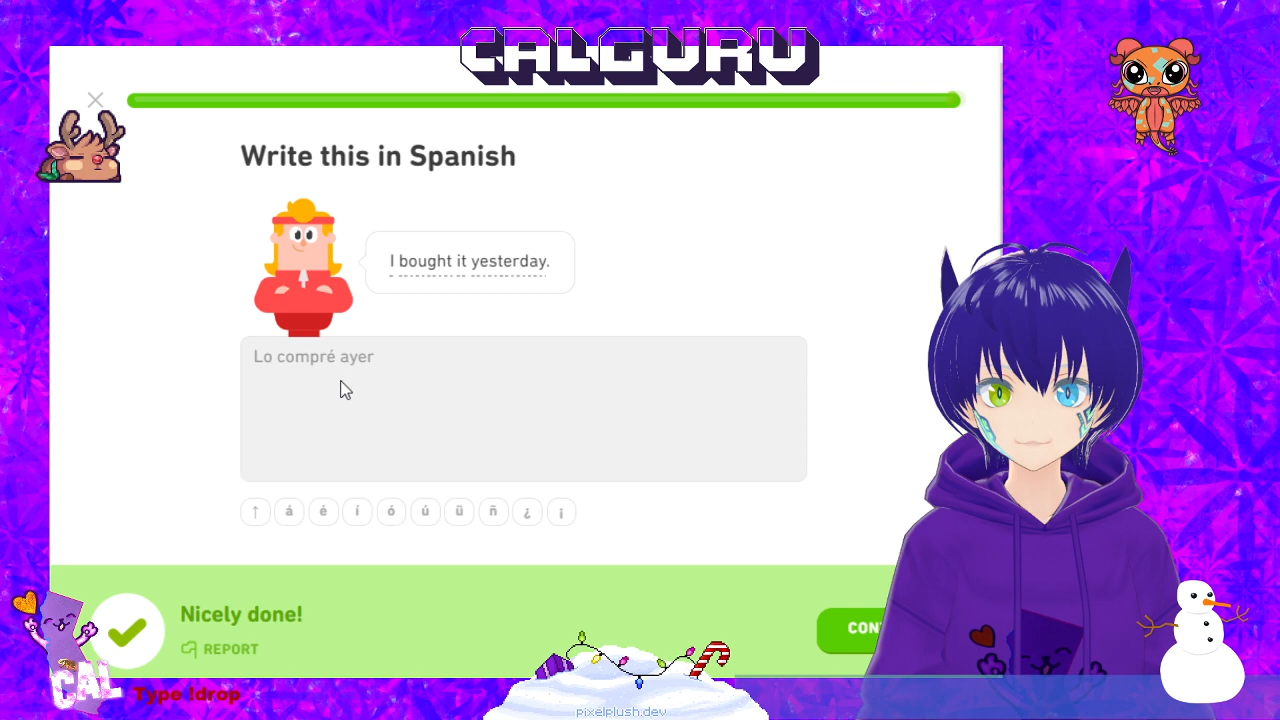 CALGURU
Write this in Spanish
I bought it yesterday.
Lo compré ayer
↑ á é í ó ú ü ñ ¿ ¡
Nicely done!
REPORT
CAL
Type !drop
pixelplush.dev